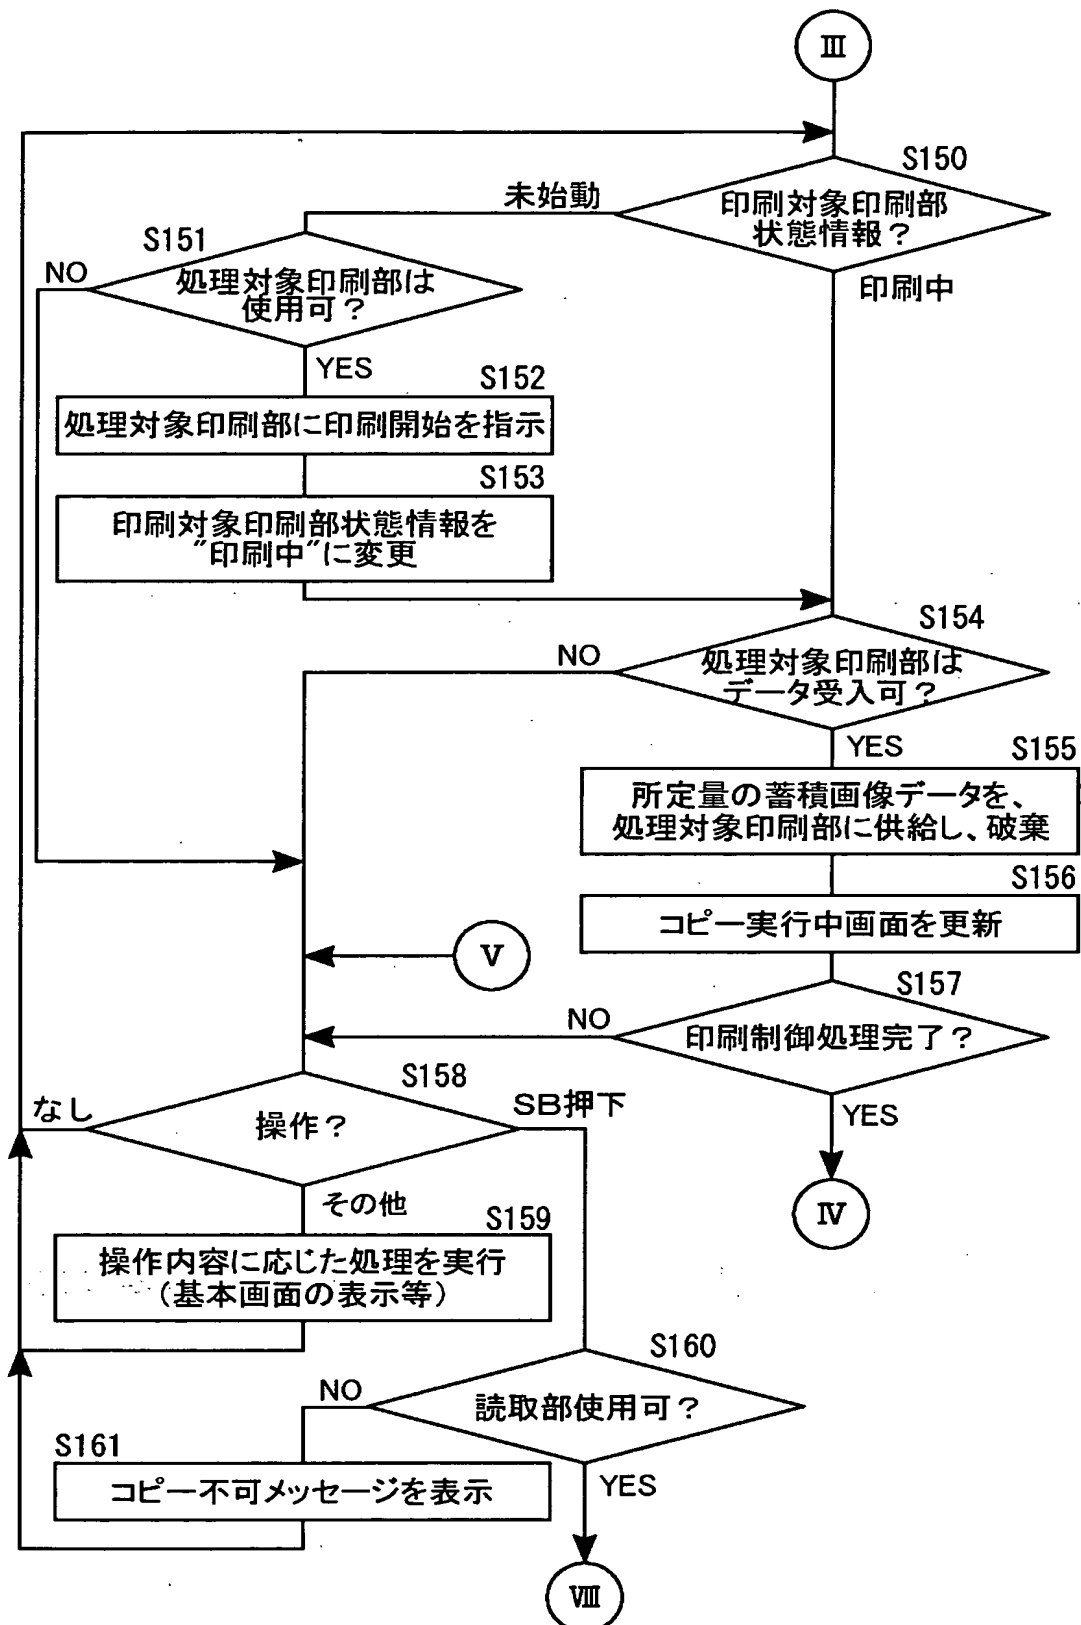 Ⅲ
S150
印刷対象印刷部
状態情報？
未始動
印刷中
S151
処理対象印刷部は
使用可？
NO
YES
S152
処理対象印刷部に印刷開始を指示
S153
印刷対象印刷部状態情報を
″印刷中″に変更
S154
処理対象印刷部は
データ受入可？
NO
YES
S155
所定量の蓄積画像データを、
処理対象印刷部に供給し、破棄
S156
コピー実行中画面を更新
Ⅴ
S157
印刷制御処理完了？
NO
YES
Ⅳ
S158
操作？
なし
SB押下
その他
S159
操作内容に応じた処理を実行
（基本画面の表示等）
S160
読取部使用可？
NO
YES
S161
コピー不可メッセージを表示
Ⅷ